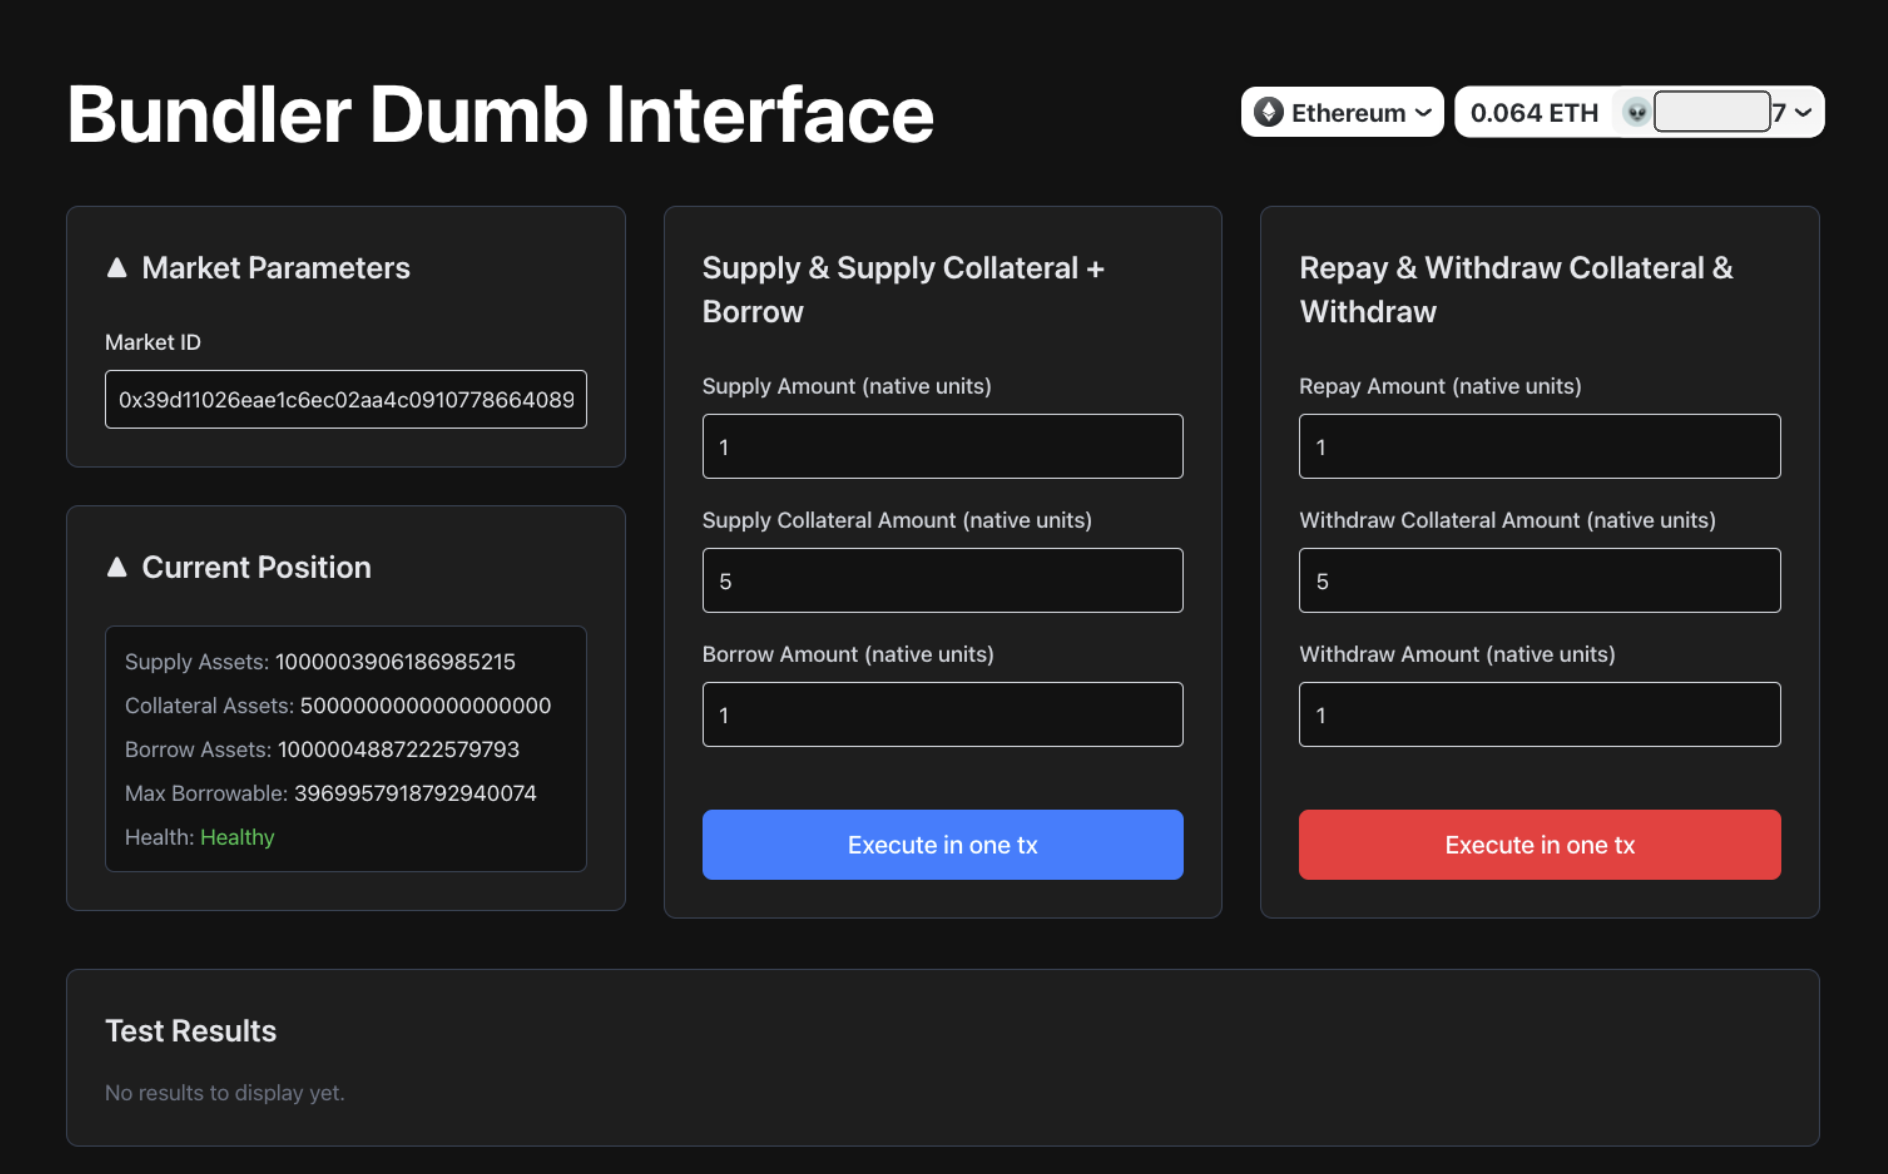 Bundler Dumb Interface
Ethereum
0.064 ETH
7
Market Parameters
Market ID
0x39d11026eae1c6ec02aa4c0910778664089
Current Position
Supply Assets: 1000003906186985215
Collateral Assets: 5000000000000000000
Borrow Assets: 1000004887222579793
Max Borrowable: 3969957918792940074
Health: Healthy
Supply & Supply Collateral +
Borrow
Supply Amount (native units)
1
Supply Collateral Amount (native units)
5
Borrow Amount (native units)
1
Execute in one tx
Repay & Withdraw Collateral &
Withdraw
Repay Amount (native units)
1
Withdraw Collateral Amount (native units)
5
Withdraw Amount (native units)
1
Execute in one tx
Test Results
No results to display yet.